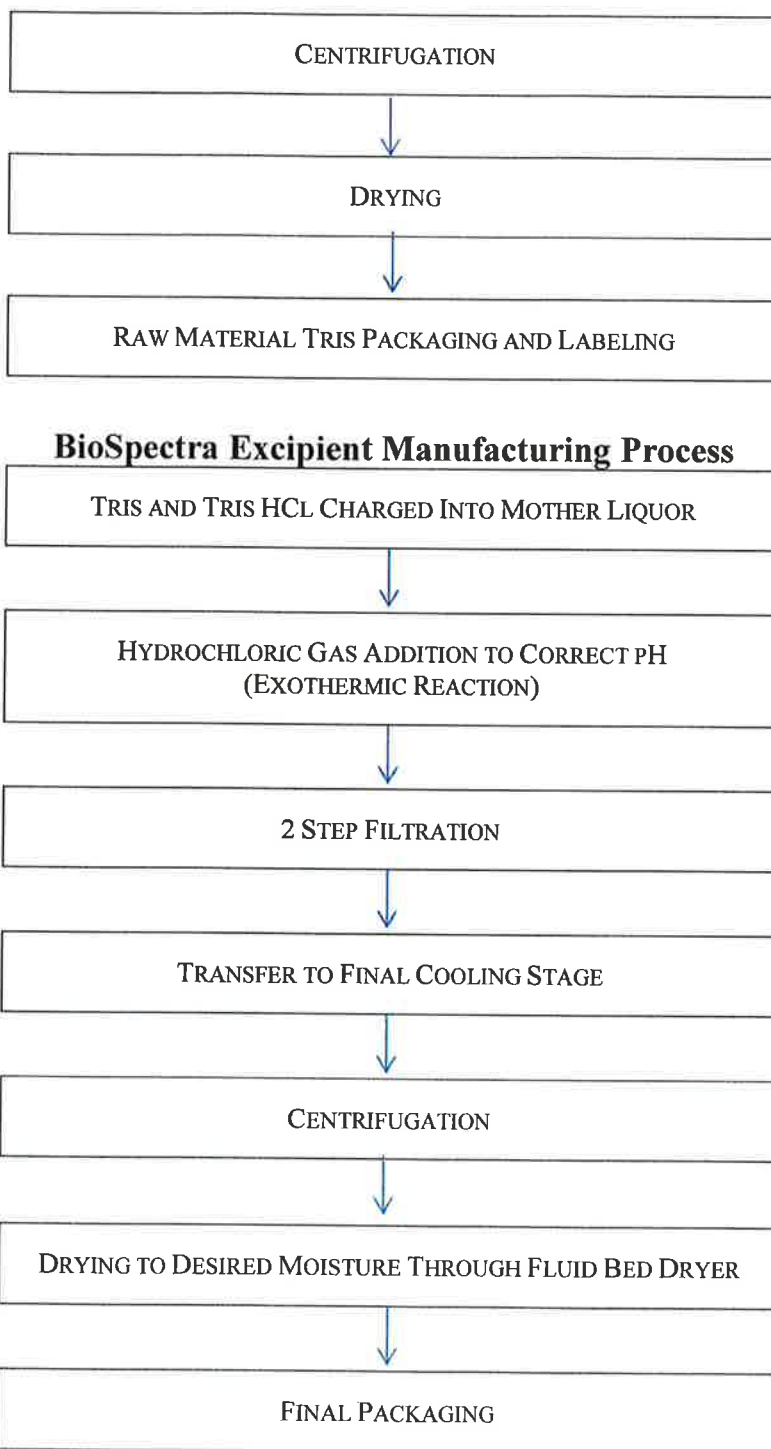 CENTRIFUGATION
DRYING
RAW MATERIAL TRIS PACKAGING AND LABELING
BioSpectra Excipient Manufacturing Process
TRIS AND TRIS HCL CHARGED INTO MOTHER LIQUOR
HYDROCHLORIC GAS ADDITION TO CORRECT PH
(EXOTHERMIC REACTION)
2 STEP FILTRATION
TRANSFER TO FINAL COOLING STAGE
CENTRIFUGATION
DRYING TO DESIRED MOISTURE THROUGH FLUID BED DRYER
FINAL PACKAGING